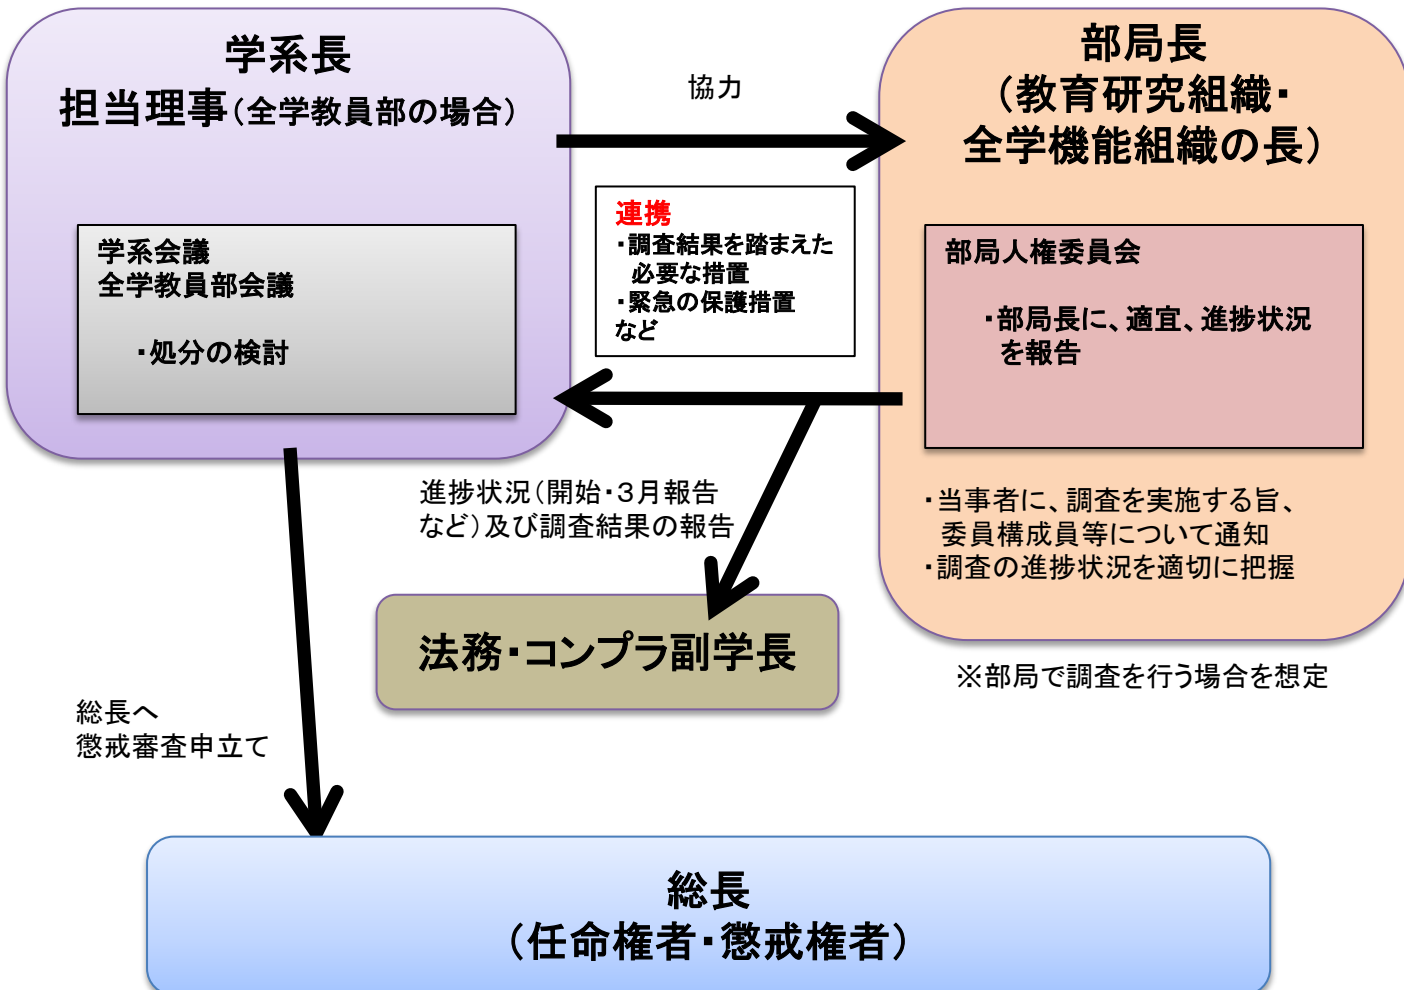 学系長
担当理事（全学教員部の場合）
学系会議
全学教員部会議
・処分の検討
協力
連携
・調査結果を踏まえた
必要な措置
・緊急の保護措置
など
部局長
（教育研究組織・
全学機能組織の長）
部局人権委員会
・部局長に、適宜、進捗状況
を報告
・当事者に、調査を実施する旨、
委員構成員等について通知
・調査の進捗状況を適切に把握
※部局で調査を行う場合を想定
進捗状況（開始・３月報告
など）及び調査結果の報告
法務・コンプラ副学長
総長へ
懲戒審査申立て
総長
（任命権者・懲戒権者）